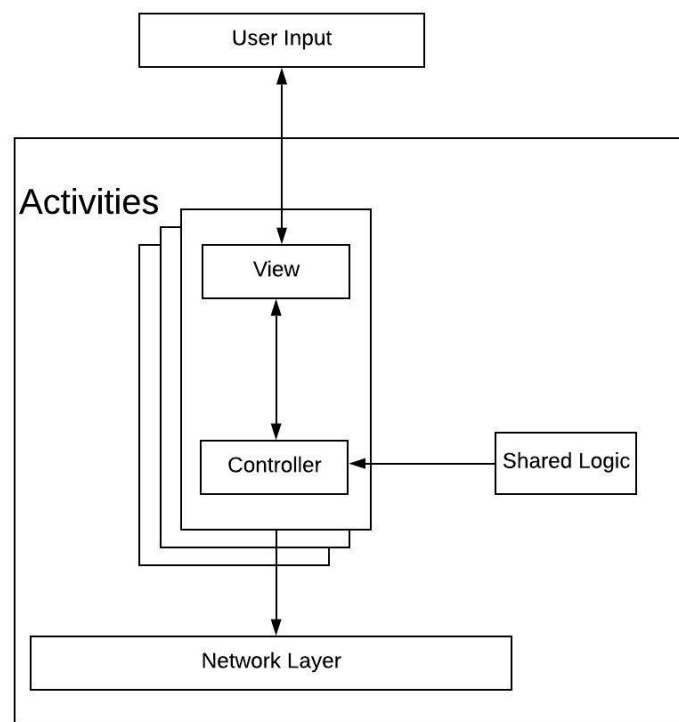 User Input
Activities
View
Controller
Shared Logic
Network Layer